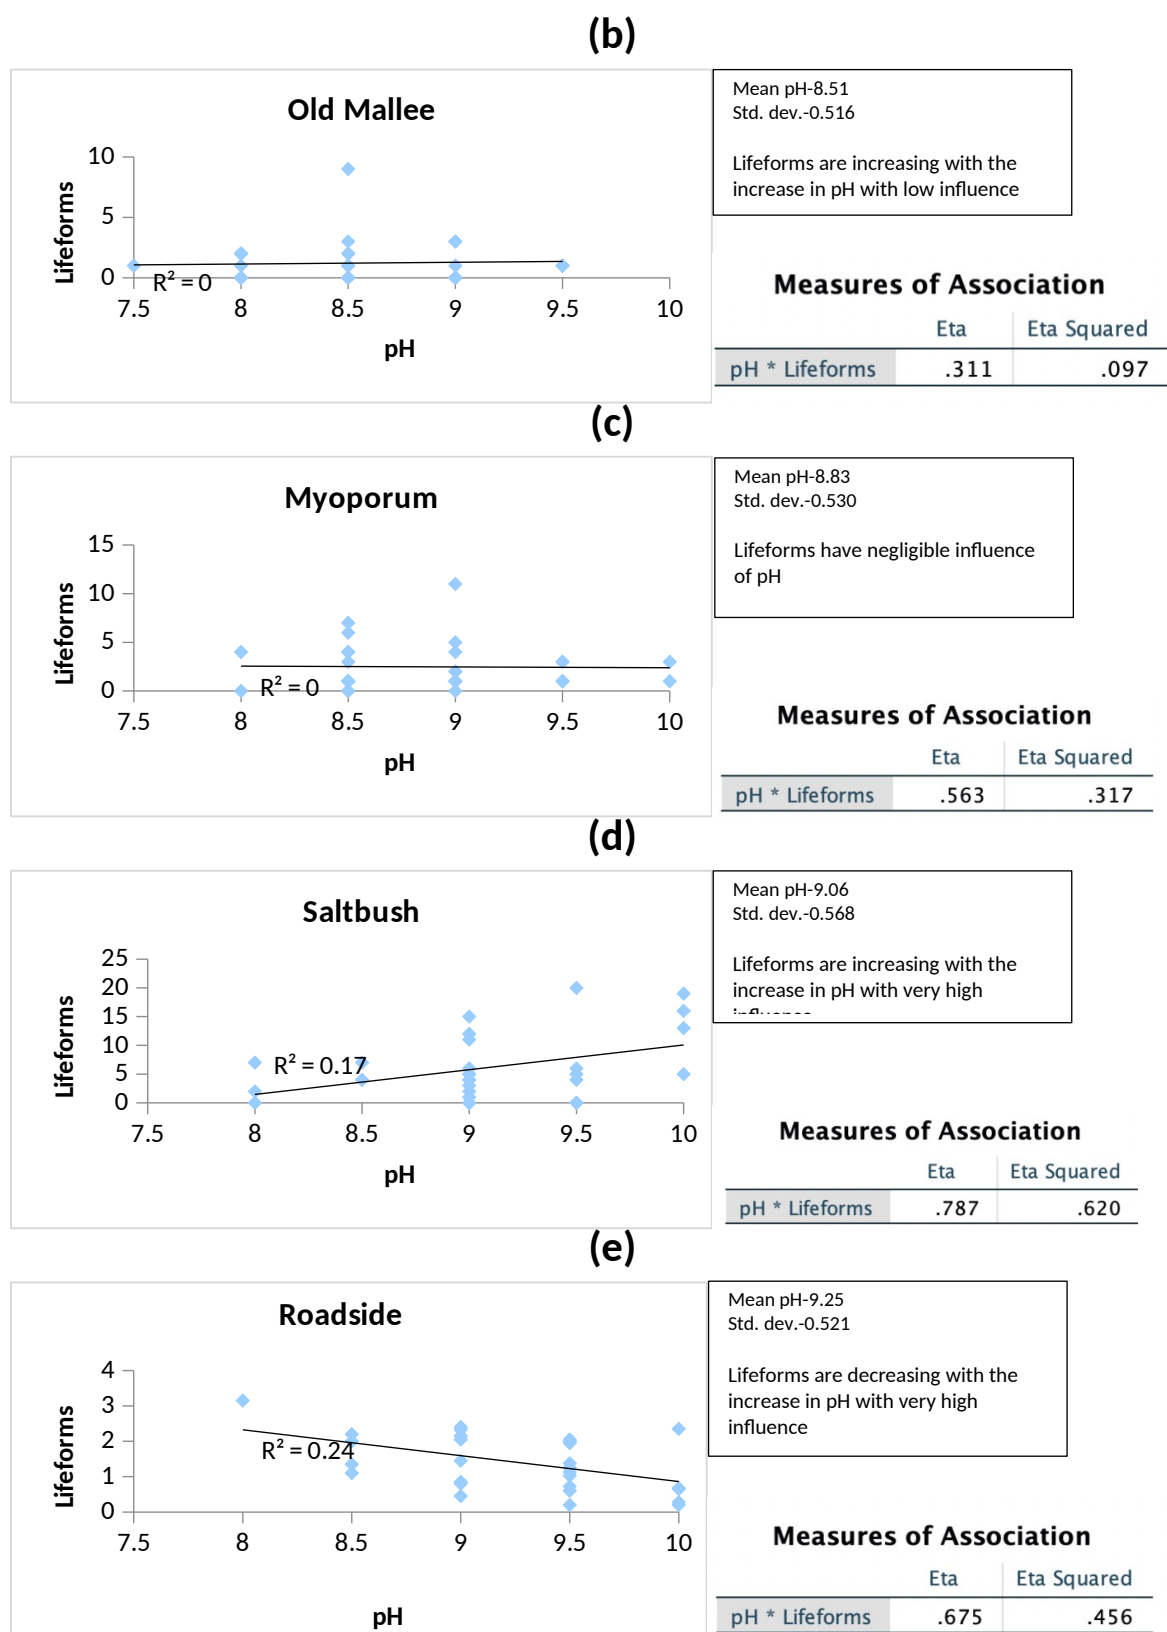 (b)
Old Mallee
Lifeforms
10
5
0
R² = 0
7.5 8 8.5 9 9.5 10
pH
Mean pH-8.51
Std. dev.-0.516
Lifeforms are increasing with the
increase in pH with low influence
Measures of Association
Eta Eta Squared
pH * Lifeforms .311 .097
(c)
Myoporum
Lifeforms
15
10
5
0
R² = 0
7.5 8 8.5 9 9.5 10
pH
Mean pH-8.83
Std. dev.-0.530
Lifeforms have negligible influence
of pH
Measures of Association
Eta Eta Squared
pH * Lifeforms .563 .317
(d)
Saltbush
Lifeforms
25
20
15
10
5
0
R² = 0.17
7.5 8 8.5 9 9.5 10
pH
Mean pH-9.06
Std. dev.-0.568
Lifeforms are increasing with the
increase in pH with very high
Measures of Association
Eta Eta Squared
pH * Lifeforms .787 .620
(e)
Roadside
Lifeforms
4
3
2
1
0
R² = 0.24
7.5 8 8.5 9 9.5 10
pH
Mean pH-9.25
Std. dev.-0.521
Lifeforms are decreasing with the
increase in pH with very high
influence
Measures of Association
Eta Eta Squared
pH * Lifeforms .675 .456